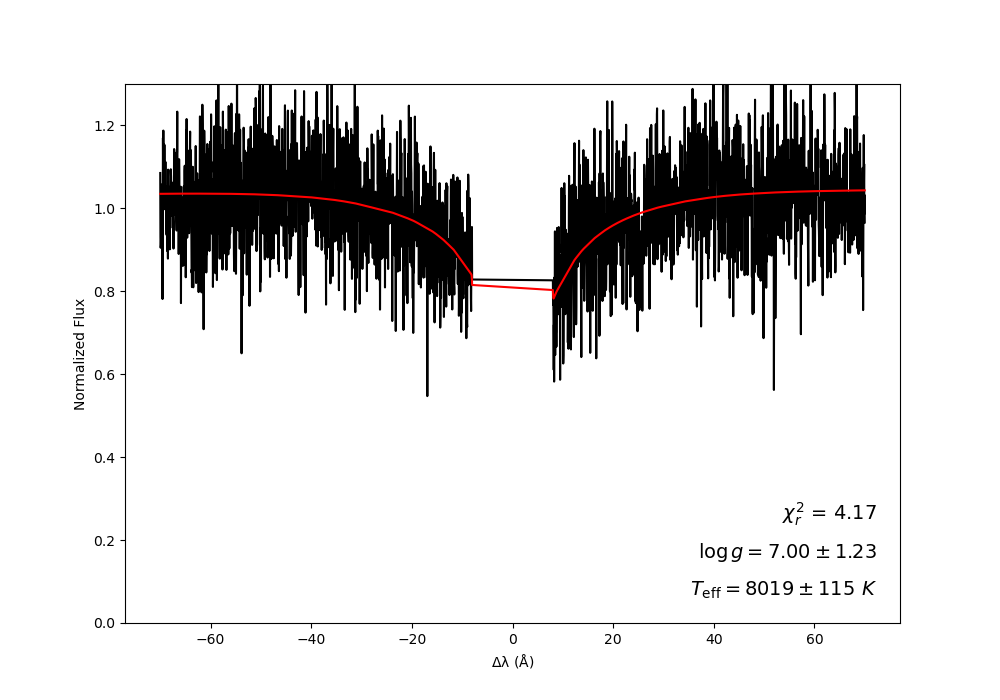 1.2
1.0
0.8
0.6
0.4
0.2
0.0
Normalized Flux
χ²ᵣ = 4.17
log g = 7.00 ± 1.23
T_eff = 8019 ± 115 K
−60 −40 −20 0 20 40 60
Δλ (Å)